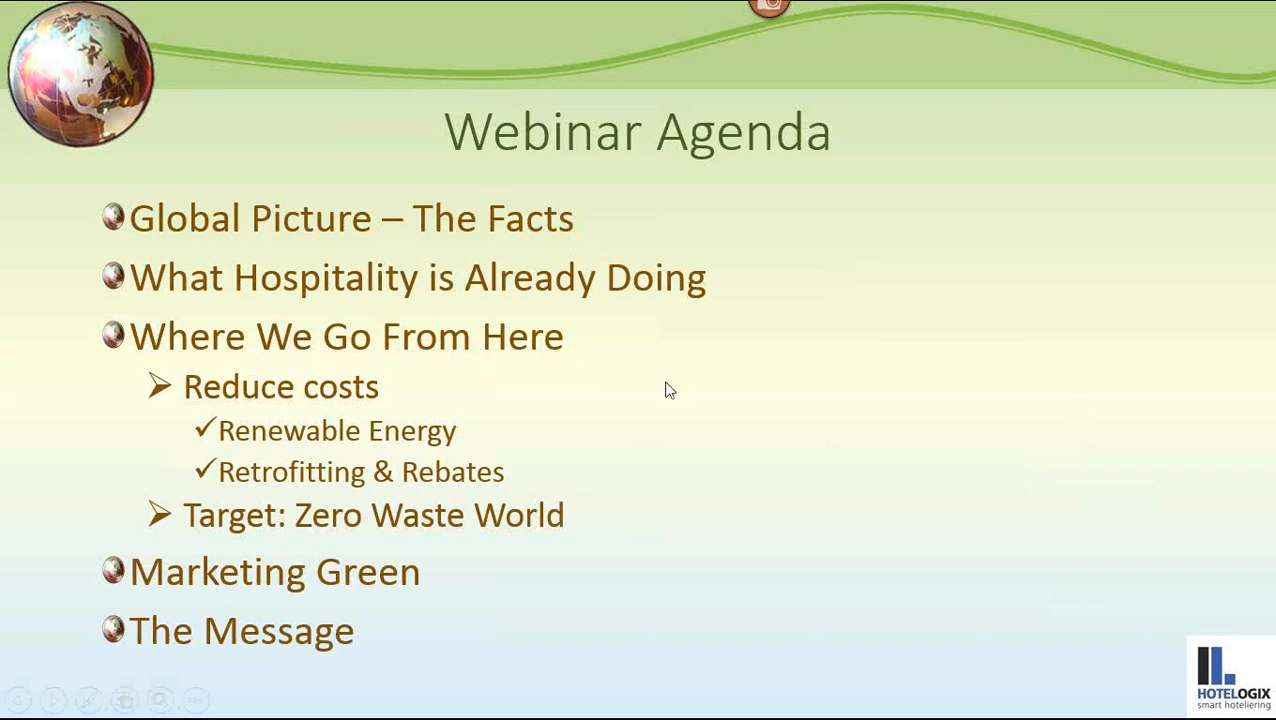 Webinar Agenda
Global Picture – The Facts
What Hospitality is Already Doing
Where We Go From Here
Reduce costs
Renewable Energy
Retrofitting & Rebates
Target: Zero Waste World
Marketing Green
The Message
HOTELOGIX
smart hoteliering